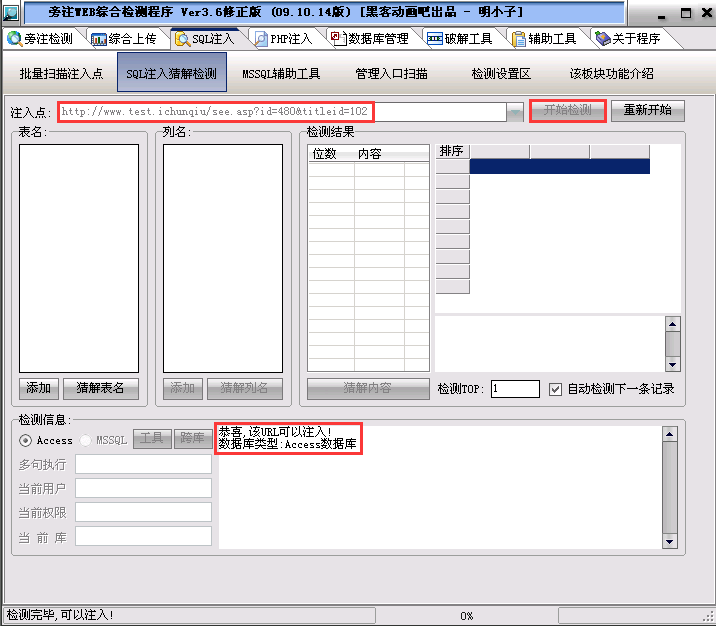 旁注WEB综合检测程序 Ver3.6修正版 (09.10.14版) [黑客动画吧出品 - 明小子]
旁注检测 综合上传 SQL注入 PHP注入 数据库管理 破解工具 辅助工具 关于程序
批量扫描注入点 SQL注入猜解检测 MSSQL辅助工具 管理入口扫描 检测设置区 该板块功能介绍
注入点: http://www.test.ichunqiu/see.asp?id=480&titleid=102 开始检测 重新开始
表名: 列名: 检测结果
位数 内容 排序
添加 猜解表名 添加 猜解列名 猜解内容 检测TOP: 1 自动检测下一条记录
检测信息:
Access MSSQL 工具 跨库
恭喜,该URL可以注入!
数据库类型:Access数据库
多句执行
当前用户
当前权限
当 前 库
检测完毕,可以注入! 0%